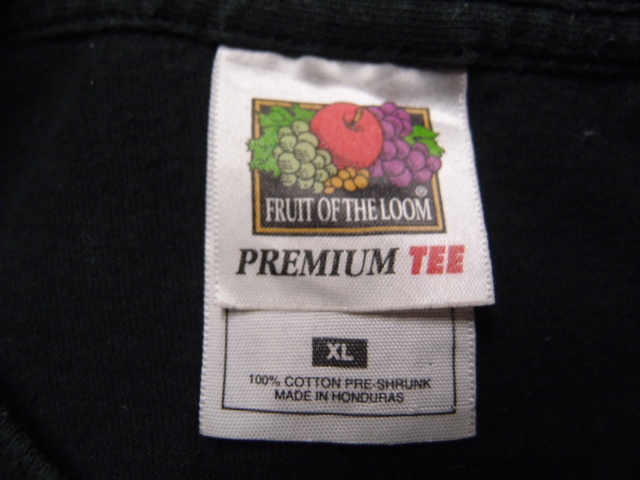 ®
FRUIT OF THE LOOM
PREMIUM TEE
XL
100% COTTON PRE-SHRUNK
MADE IN HONDURAS